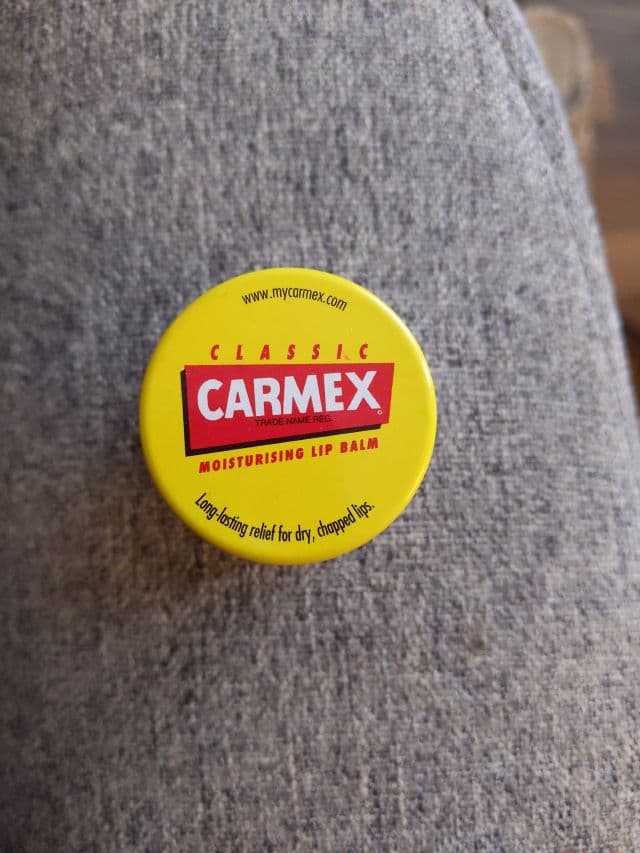 www.mycarmex.com
CLASSIC
CARMEX
TRADE NAME REG.
MOISTURISING LIP BALM
Long-lasting relief for dry, chapped lips.